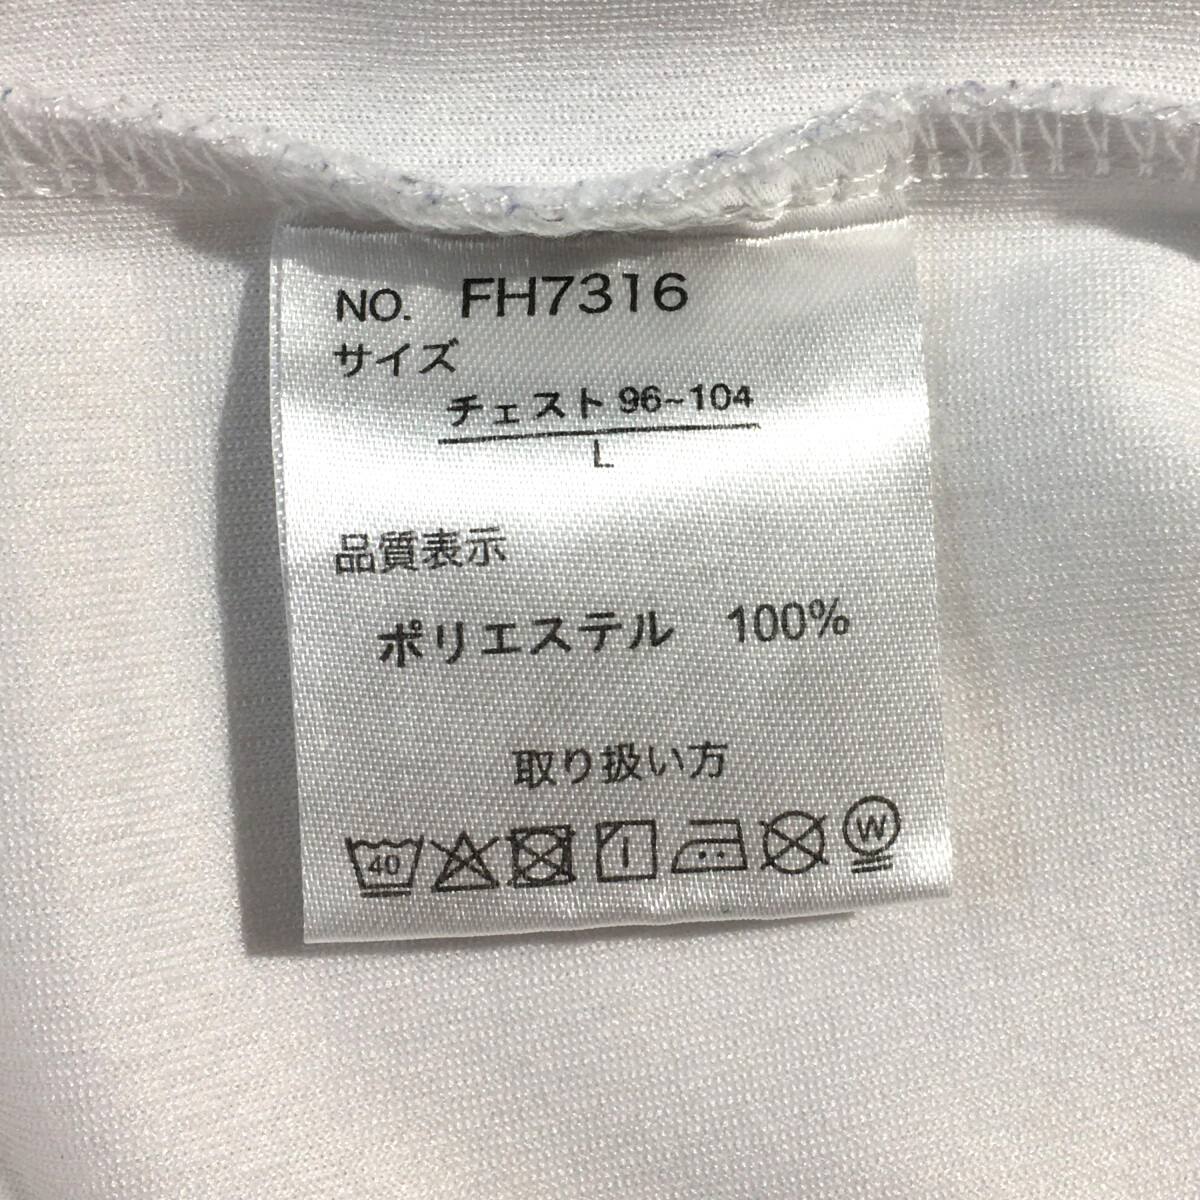 NO. FH7316
サイズ
チェスト 96~104
L
品質表示
ポリエステル 100%
取り扱い方
40 W